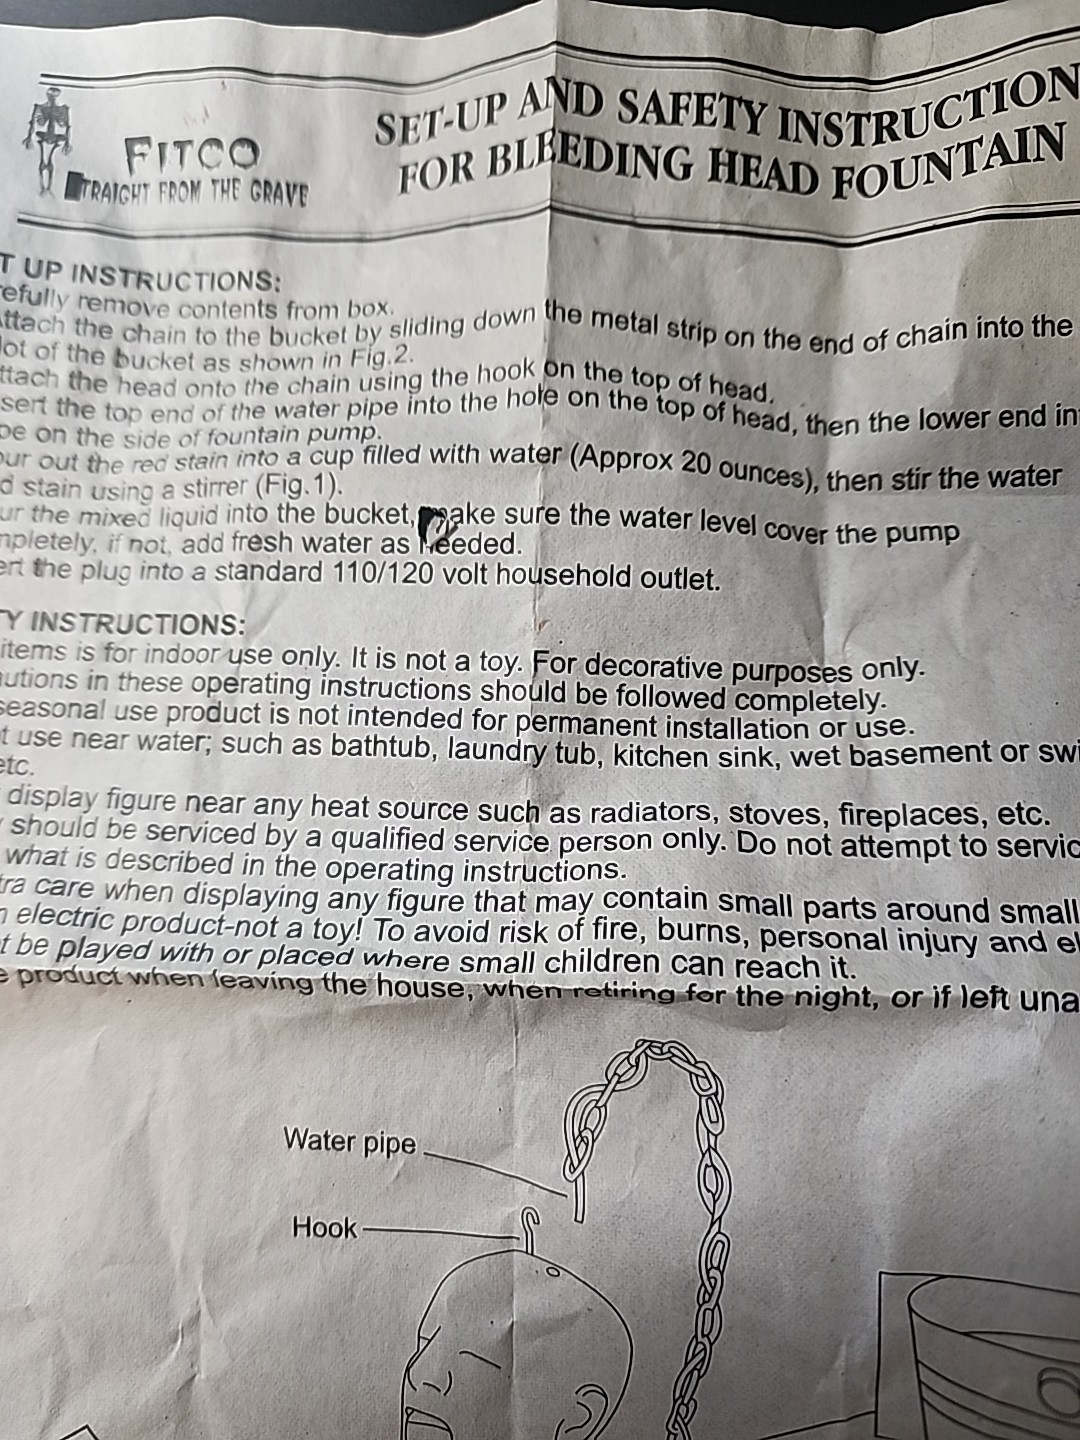 FITCO
TRAIGHT FROM THE GRAVE
SET-UP AND SAFETY INSTRUCTION
FOR BLEEDING HEAD FOUNTAIN
T UP INSTRUCTIONS:
efully remove contents from box.
ttach the chain to the bucket by sliding down the metal strip on the end of chain into the
lot of the bucket as shown in Fig.2.
ttach the head onto the chain using the hook on the top of head.
sert the top end of the water pipe into the hole on the top of head, then the lower end in
pe on the side of fountain pump.
our out the red stain into a cup filled with water (Approx 20 ounces), then stir the water
d stain using a stirrer (Fig.1).
ur the mixed liquid into the bucket, make sure the water level cover the pump
mpletely, if not, add fresh water as needed.
ert the plug into a standard 110/120 volt household outlet.
TY INSTRUCTIONS:
items is for indoor use only. It is not a toy. For decorative purposes only.
autions in these operating instructions should be followed completely.
seasonal use product is not intended for permanent installation or use.
t use near water; such as bathtub, laundry tub, kitchen sink, wet basement or swi
etc.
display figure near any heat source such as radiators, stoves, fireplaces, etc.
should be serviced by a qualified service person only. Do not attempt to servic
what is described in the operating instructions.
tra care when displaying any figure that may contain small parts around small
n electric product-not a toy! To avoid risk of fire, burns, personal injury and el
t be played with or placed where small children can reach it.
e product when leaving the house, when retiring for the night, or if left una
Water pipe
Hook